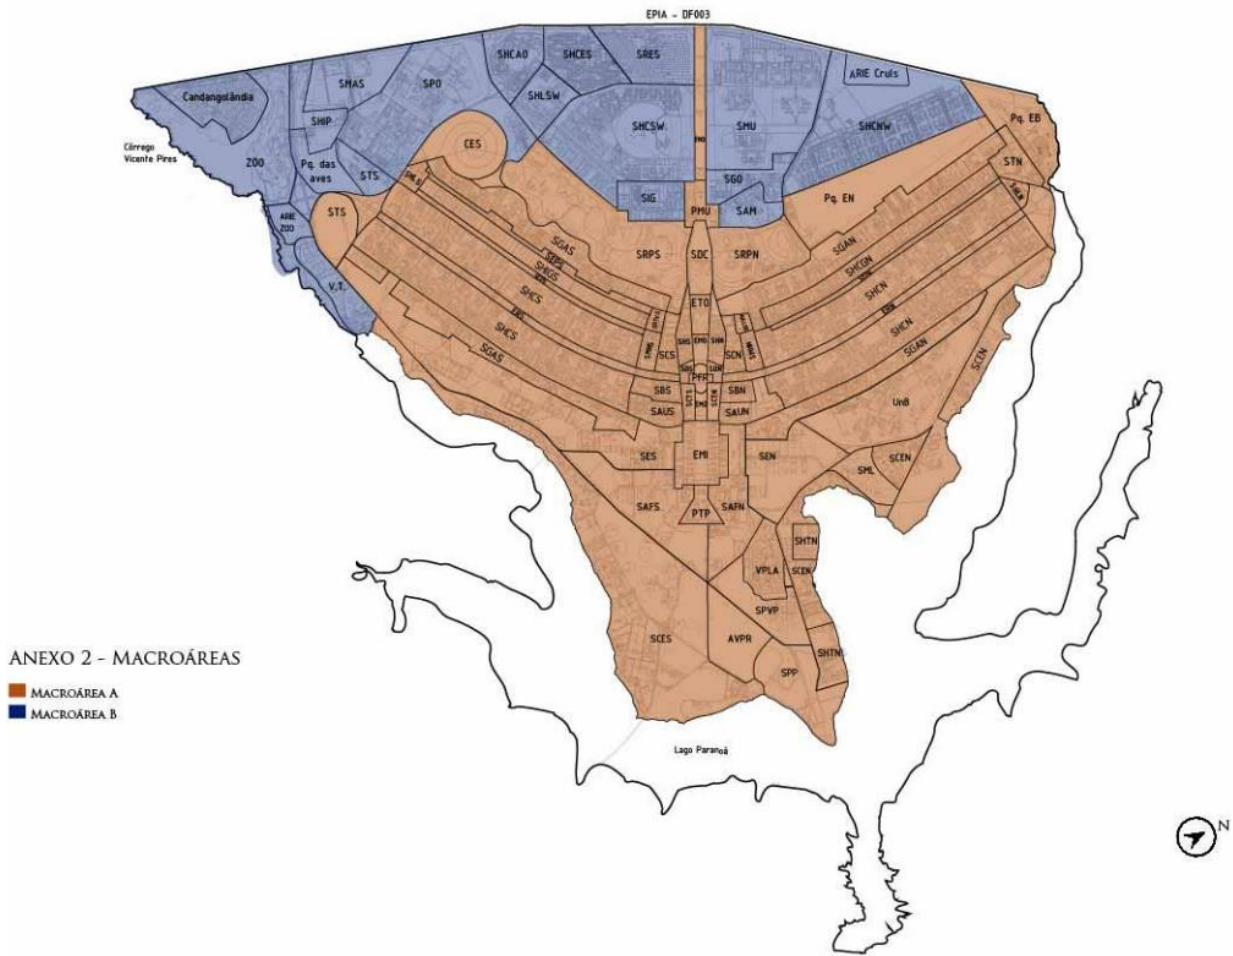 EPIA - DF003
SHCAO
SHCES
SRES
ARIE Cruls
SMAS
SPO
Candangolândia
SHLSW
SHIP
SHCSW
SMU
SHCNW
Pq. EB
Córrego
Vicente Pires
CES
ZOO
Pq. das
aves
STS
STN
SGO
SIG
PMU
SAM
Pq. EN
STS
ARIE
ZOO
SGAS
SRPS
SDC
SRPN
SGAN
SHCGN
V.T.
SHCS
ETO
SHCN
SHCS
SHCN
SGAS
SCS
SCN
SGAN
SCEN
PFR
SBS
SBN
SAUS
SAUN
UnB
SES
EMI
SEN
SML
SCEN
SAFS
PTP
SAFN
SHTN
VPLA
SCEN
SPVP
SCES
AVPR
SHTN
SPP
ANEXO 2 - MACROÁREAS
MACROÁREA A
MACROÁREA B
Lago Paranoá
N